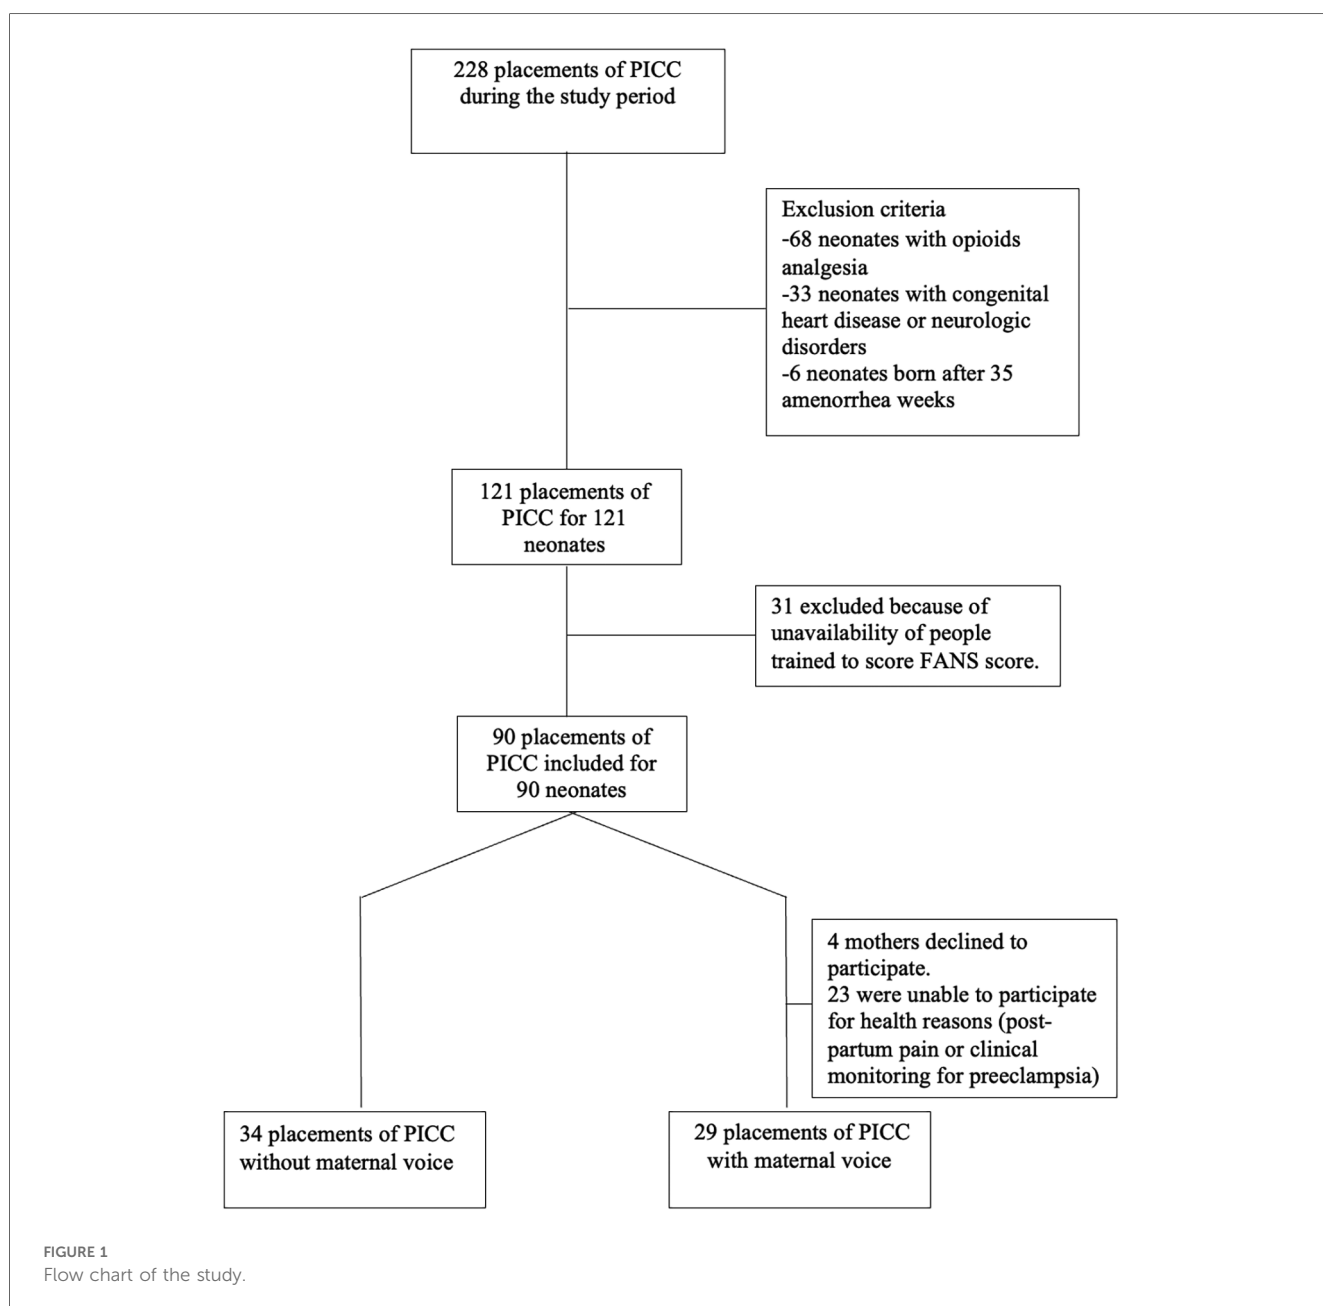 228 placements of PICC
during the study period
Exclusion criteria
-68 neonates with opioids
analgesia
-33 neonates with congenital
heart disease or neurologic
disorders
-6 neonates born after 35
amenorrhea weeks
121 placements of
PICC for 121
neonates
31 excluded because of
unavailability of people
trained to score FANS score.
90 placements of
PICC included for
90 neonates
4 mothers declined to
participate.
23 were unable to participate
for health reasons (post-
partum pain or clinical
monitoring for preeclampsia)
34 placements of PICC
without maternal voice
29 placements of PICC
with maternal voice
FIGURE 1
Flow chart of the study.